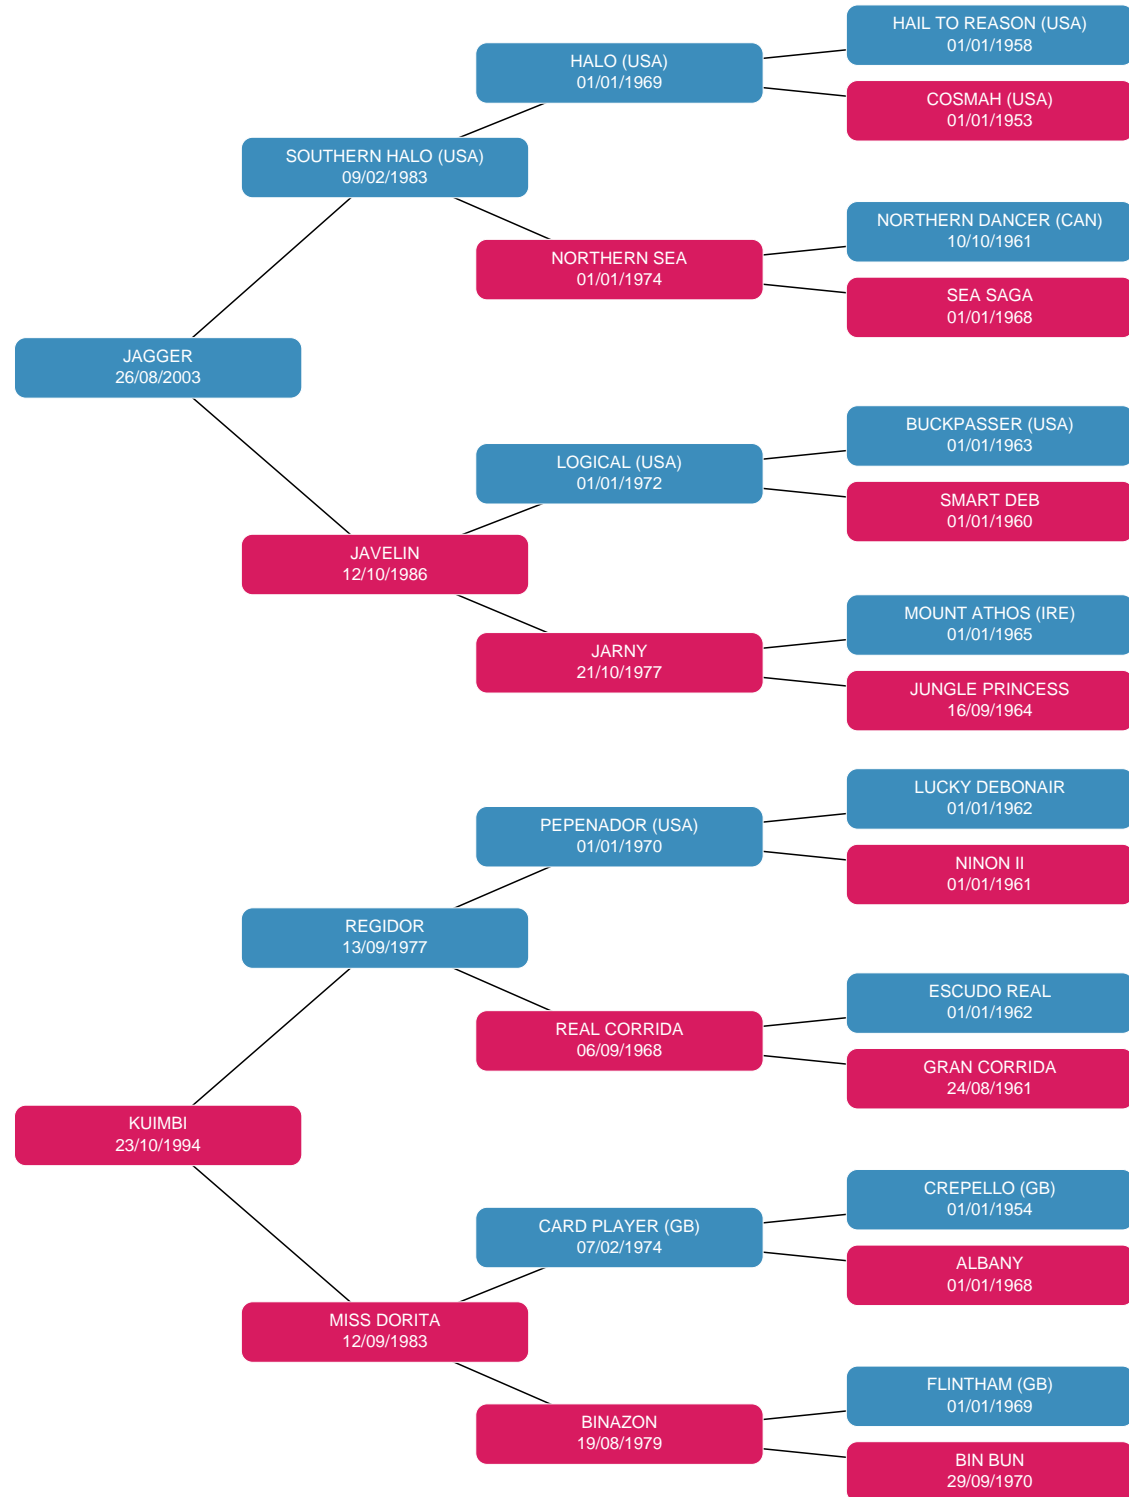 HAIL TO REASON (USA)
01/01/1958
HALO (USA)
01/01/1969
COSMAH (USA)
01/01/1953
SOUTHERN HALO (USA)
09/02/1983
NORTHERN DANCER (CAN)
10/10/1961
NORTHERN SEA
01/01/1974
SEA SAGA
01/01/1968
JAGGER
26/08/2003
BUCKPASSER (USA)
01/01/1963
LOGICAL (USA)
01/01/1972
SMART DEB
01/01/1960
JAVELIN
12/10/1986
MOUNT ATHOS (IRE)
01/01/1965
JARNY
21/10/1977
JUNGLE PRINCESS
16/09/1964
LUCKY DEBONAIR
01/01/1962
PEPENADOR (USA)
01/01/1970
NINON II
01/01/1961
REGIDOR
13/09/1977
ESCUDO REAL
01/01/1962
REAL CORRIDA
06/09/1968
GRAN CORRIDA
24/08/1961
KUIMBI
23/10/1994
CREPELLO (GB)
01/01/1954
CARD PLAYER (GB)
07/02/1974
ALBANY
01/01/1968
MISS DORITA
12/09/1983
FLINTHAM (GB)
01/01/1969
BINAZON
19/08/1979
BIN BUN
29/09/1970